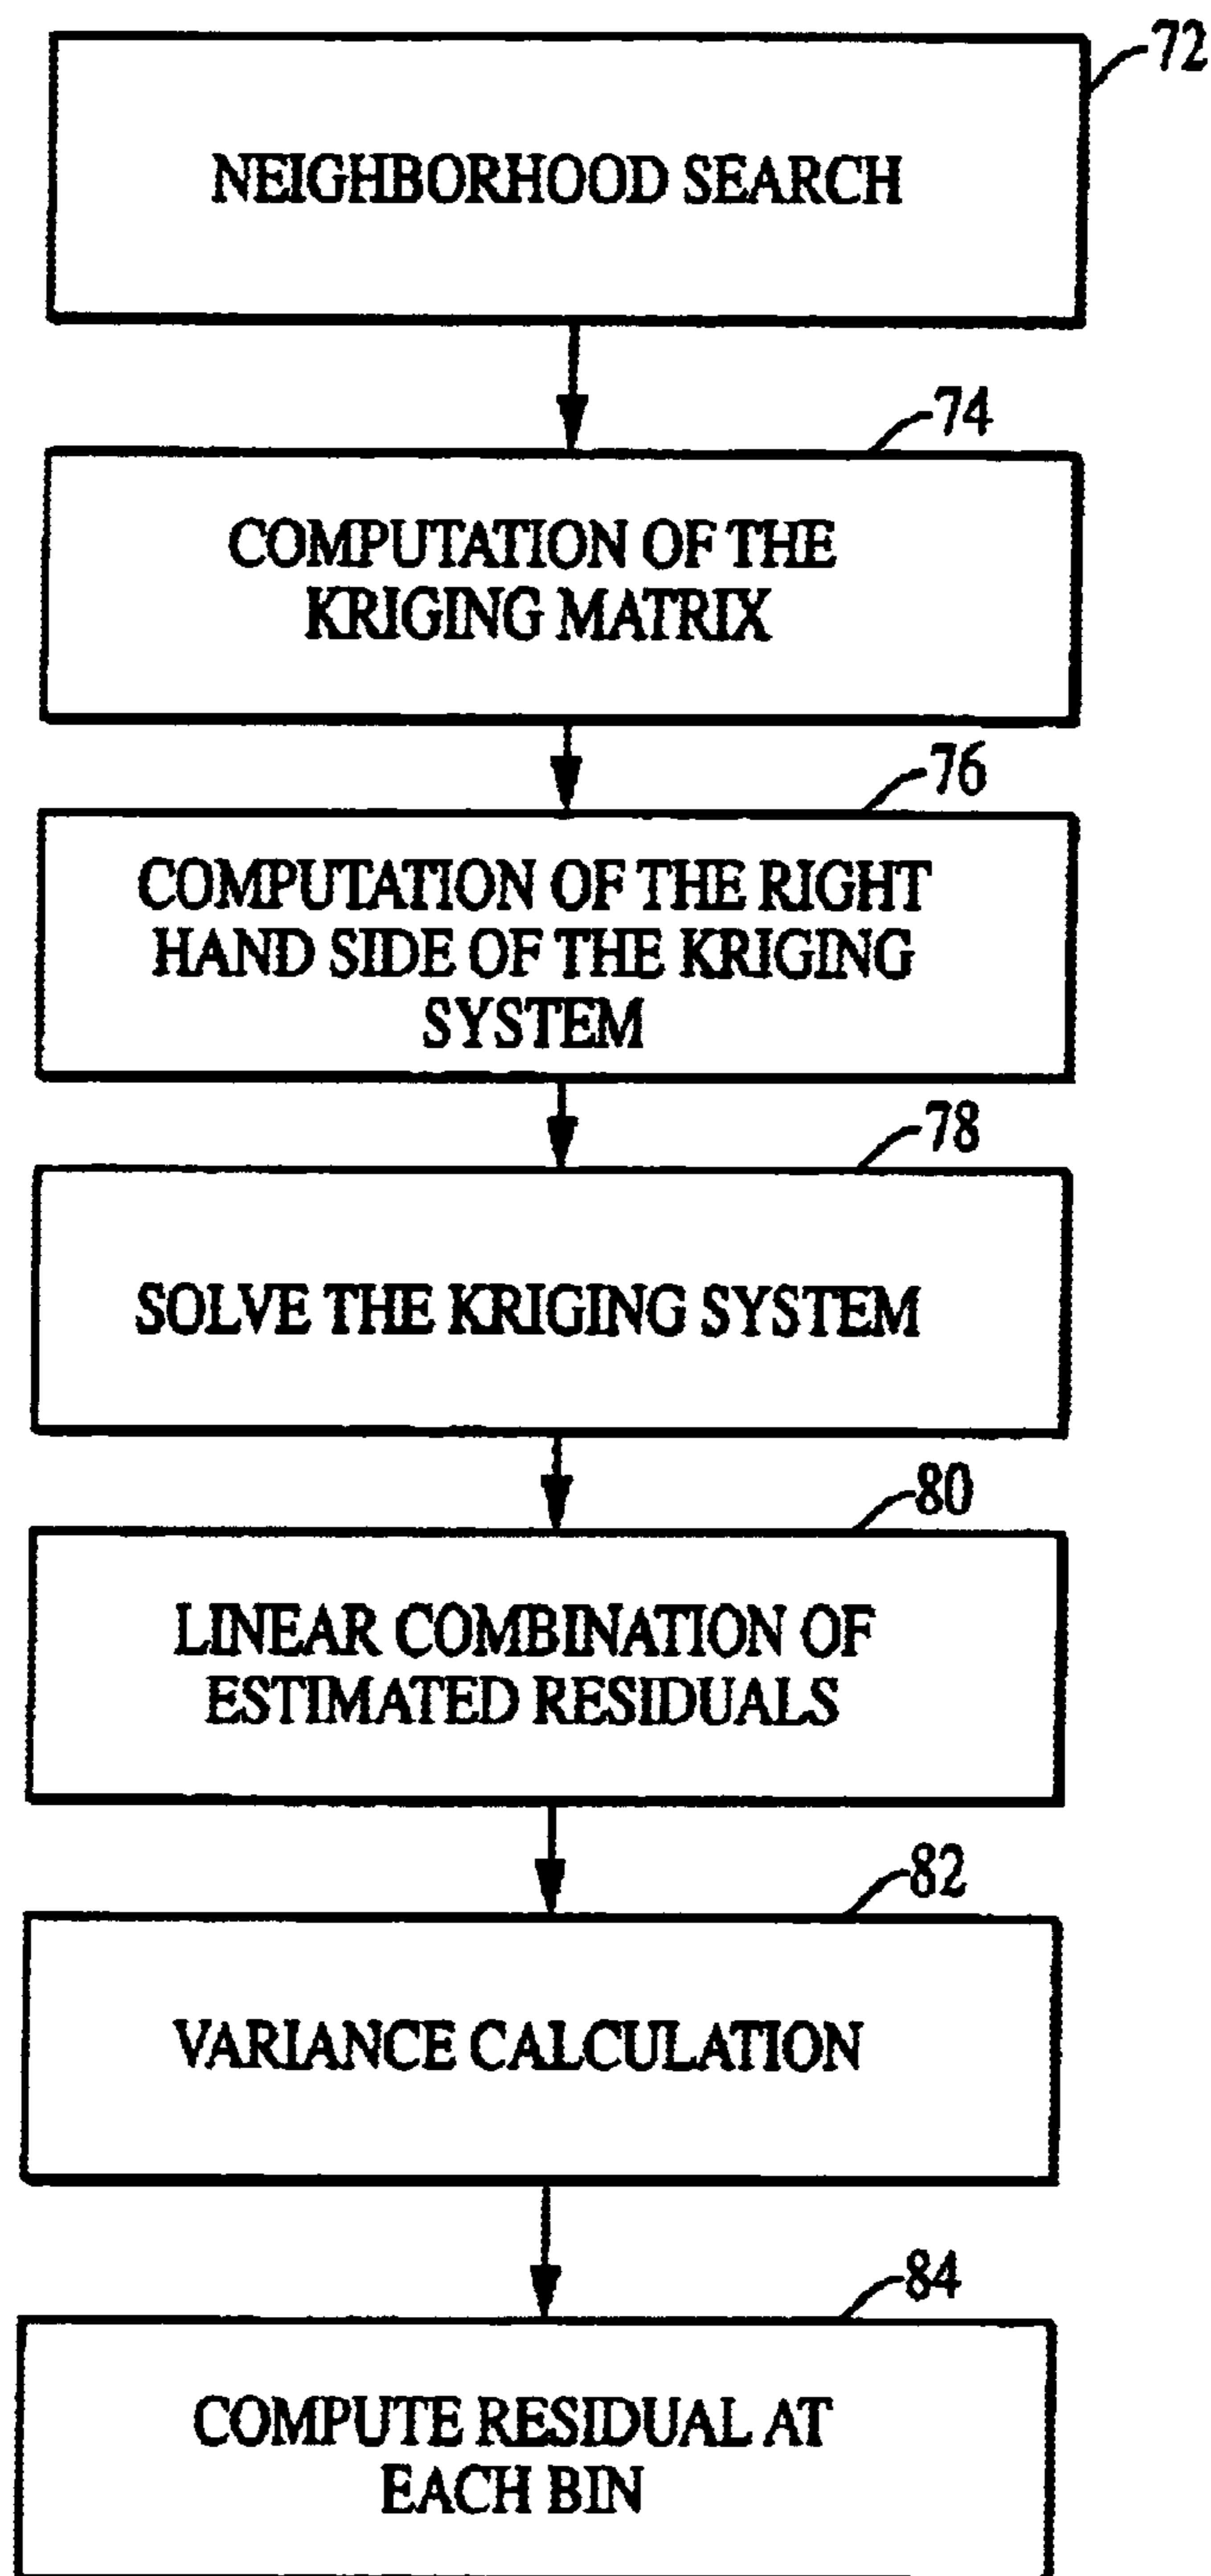 72
NEIGHBORHOOD SEARCH
74
COMPUTATION OF THE
KRIGING MATRIX
76
COMPUTATION OF THE RIGHT
HAND SIDE OF THE KRIGING
SYSTEM
78
SOLVE THE KRIGING SYSTEM
80
LINEAR COMBINATION OF
ESTIMATED RESIDUALS
82
VARIANCE CALCULATION
84
COMPUTE RESIDUAL AT
EACH BIN